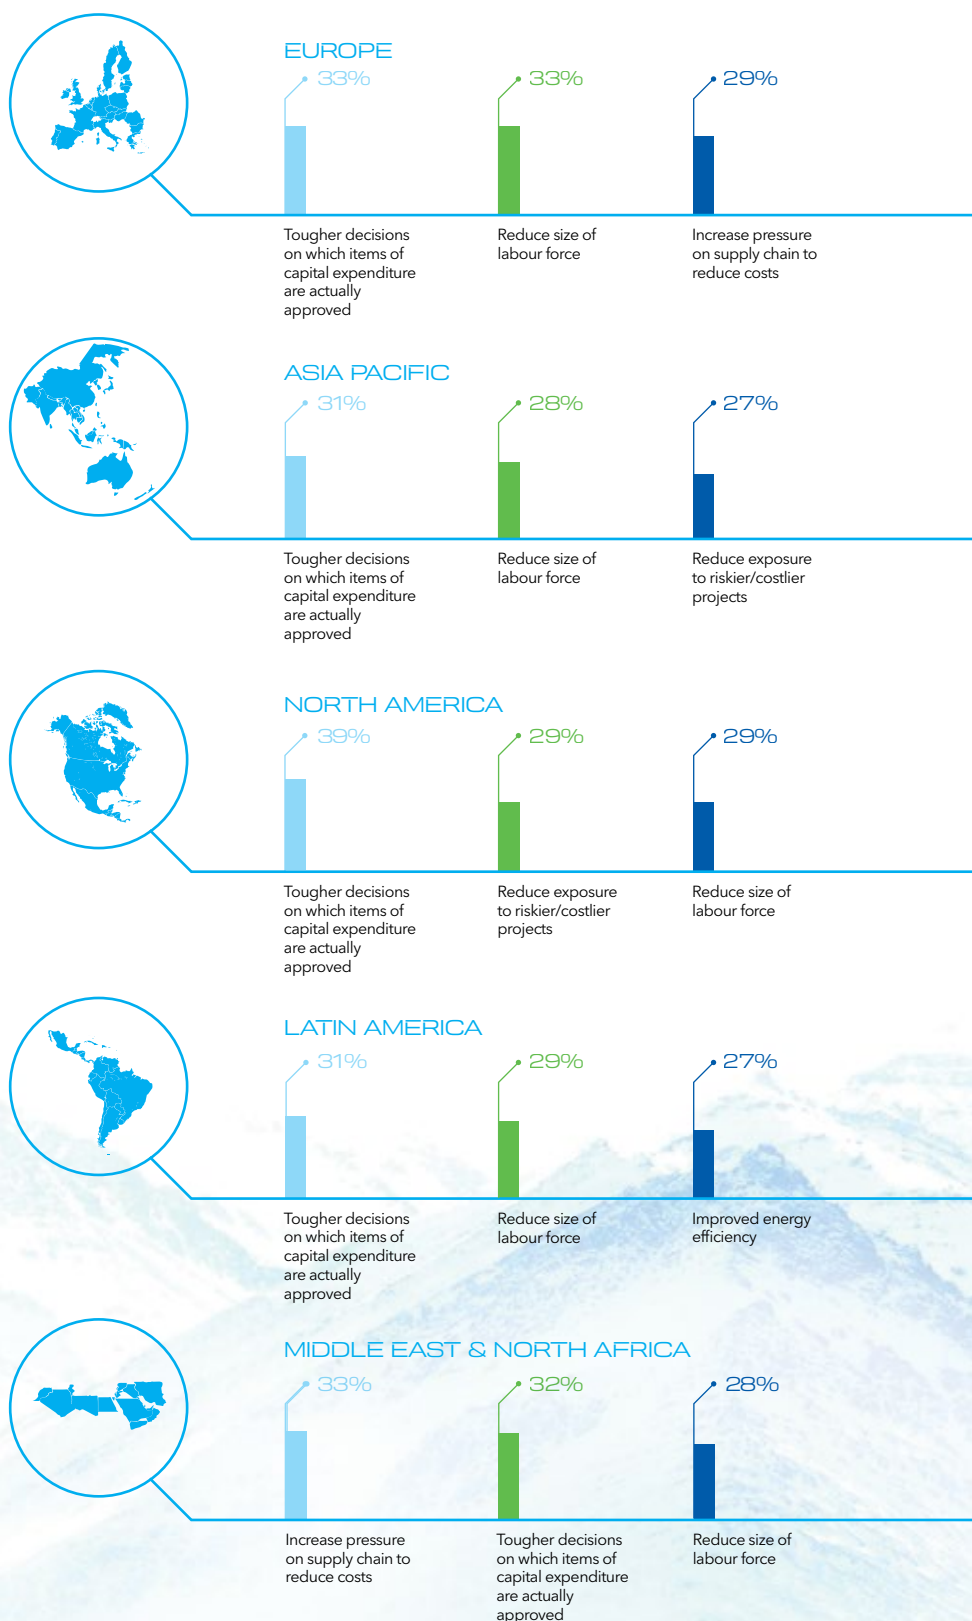 EUROPE
33%
33%
29%
Tougher decisions
on which items of
capital expenditure
are actually
approved
Reduce size of
labour force
Increase pressure
on supply chain to
reduce costs
ASIA PACIFIC
31%
28%
27%
Tougher decisions
on which items of
capital expenditure
are actually
approved
Reduce size of
labour force
Reduce exposure
to riskier/costlier
projects
NORTH AMERICA
39%
29%
29%
Tougher decisions
on which items of
capital expenditure
are actually
approved
Reduce exposure
to riskier/costlier
projects
Reduce size of
labour force
LATIN AMERICA
31%
29%
27%
Tougher decisions
on which items of
capital expenditure
are actually
approved
Reduce size of
labour force
Improved energy
efficiency
MIDDLE EAST & NORTH AFRICA
33%
32%
28%
Increase pressure
on supply chain to
reduce costs
Tougher decisions
on which items of
capital expenditure
are actually
approved
Reduce size of
labour force